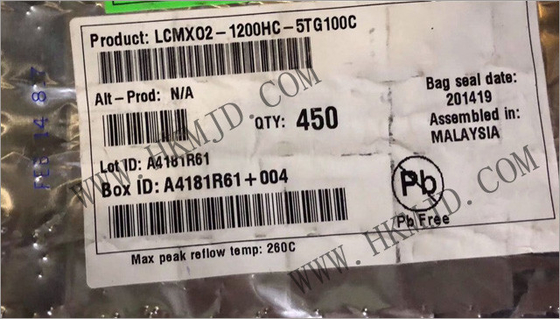 Product: LCMXO2-1200HC-5TG100C
Alt-Prod: N/A
QTY: 450
Bag seal date:
201419
Assembled in:
MALAYSIA
Lot ID: A4181R61
Box ID: A4181R61+004
Pb
Pb Free
Max peak reflow temp: 260C
WWW.HKMJD.COM
WWW.HKMJD.COM